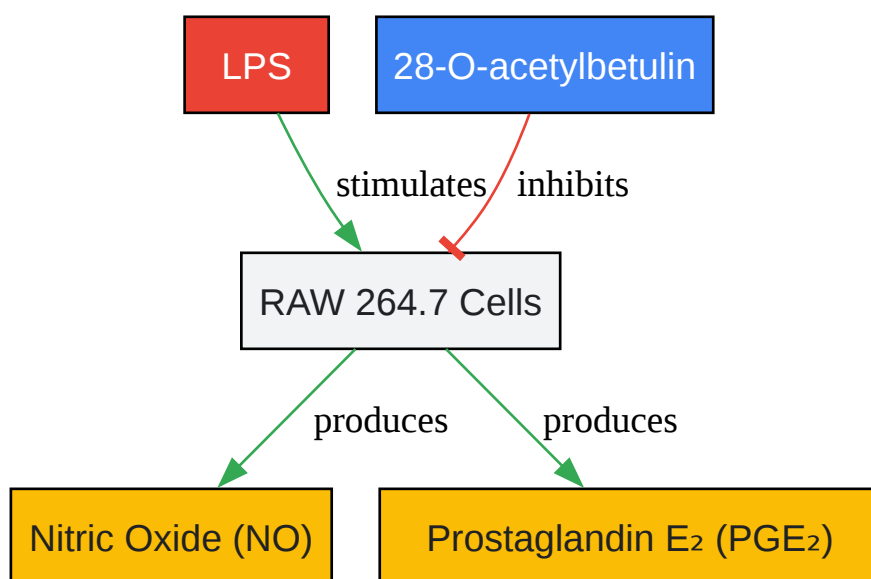 LPS
28-O-acetylbetulin
stimulates
inhibits
RAW 264.7 Cells
produces
produces
Nitric Oxide (NO)
Prostaglandin E₂ (PGE₂)